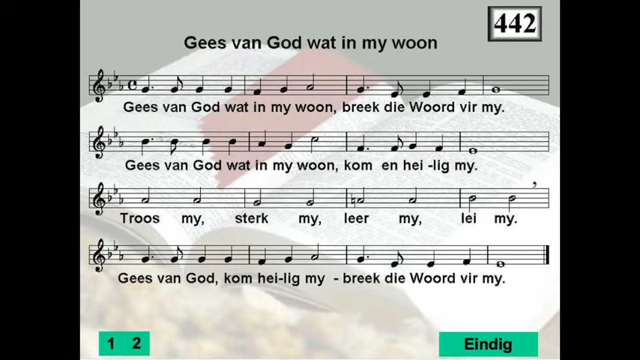 442
Gees van God wat in my woon
Gees van God wat in my woon, breek die Woord vir my.
Gees van God wat in my woon, kom en hei -lig my.
Troos my, sterk my, leer my, lei my.
Gees van God, kom hei-lig my - breek die Woord vir my.
1 2 Eindig